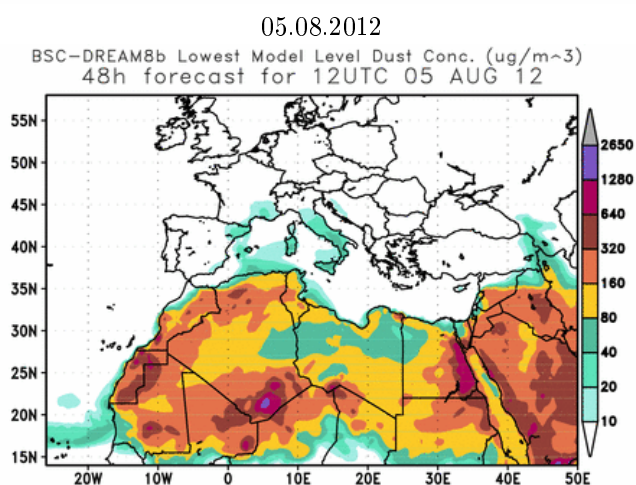 05.08.2012
BSC-DREAM8b Lowest Model Level Dust Conc. (ug/m^3)
48h forecast for 12UTC 05 AUG 12
55N
50N
45N
40N
35N
30N
25N
20N
15N
20W 10W 0 10E 20E 30E 40E 50E
2650
1280
640
320
160
80
40
20
10